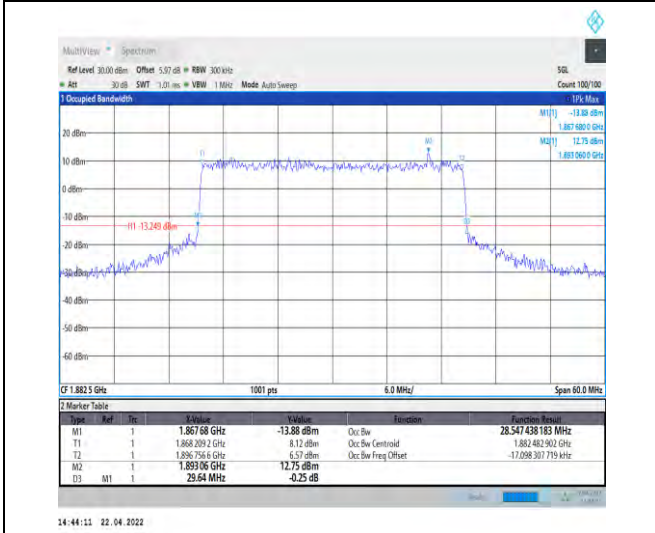 MultiView Spectrum
Ref Level 30.00 dBm Offset 5.97 dB RBW 300 kHz SGL
Att 30 dB SWT 1.01 ms VBW 1 MHz Mode Auto Sweep Count 100/100
1 Occupied Bandwidth 1Pk Max
M1[1] -13.88 dBm
1.867 680 0 GHz
20 dBm M2[1] 12.75 dBm
1.893 060 0 GHz
M2
T1 T2
10 dBm
0 dBm
-10 dBm M1 D3
H1 -13.249 dBm
-20 dBm
-30 dBm
-40 dBm
-50 dBm
-60 dBm
CF 1.882 5 GHz 1001 pts 6.0 MHz/ Span 60.0 MHz
2 Marker Table
Type Ref Trc X-Value Y-Value Function Function Result
M1 1 1.867 68 GHz -13.88 dBm Occ Bw 28.547 438 183 MHz
T1 1 1.868 209 2 GHz 8.12 dBm Occ Bw Centroid 1.882 482 902 GHz
T2 1 1.896 756 6 GHz 6.57 dBm Occ Bw Freq Offset -17.098 307 719 kHz
M2 1 1.893 06 GHz 12.75 dBm
D3 M1 1 29.64 MHz -0.25 dB
14:44:11 22.04.2022